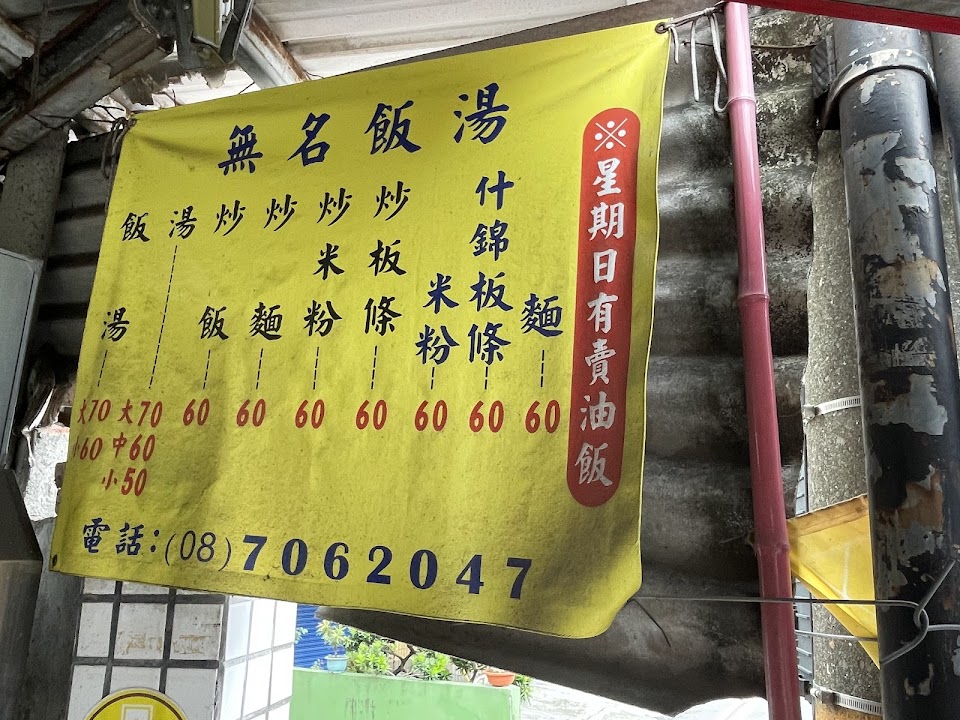 無名飯湯
飯湯
大70
小60
湯
大70
中60
小50
炒飯
60
炒麵
60
炒米粉
60
炒板條
60
什錦
米粉
60
板條
60
麵
60
※星期日有賣油飯
電話:(08)7062047